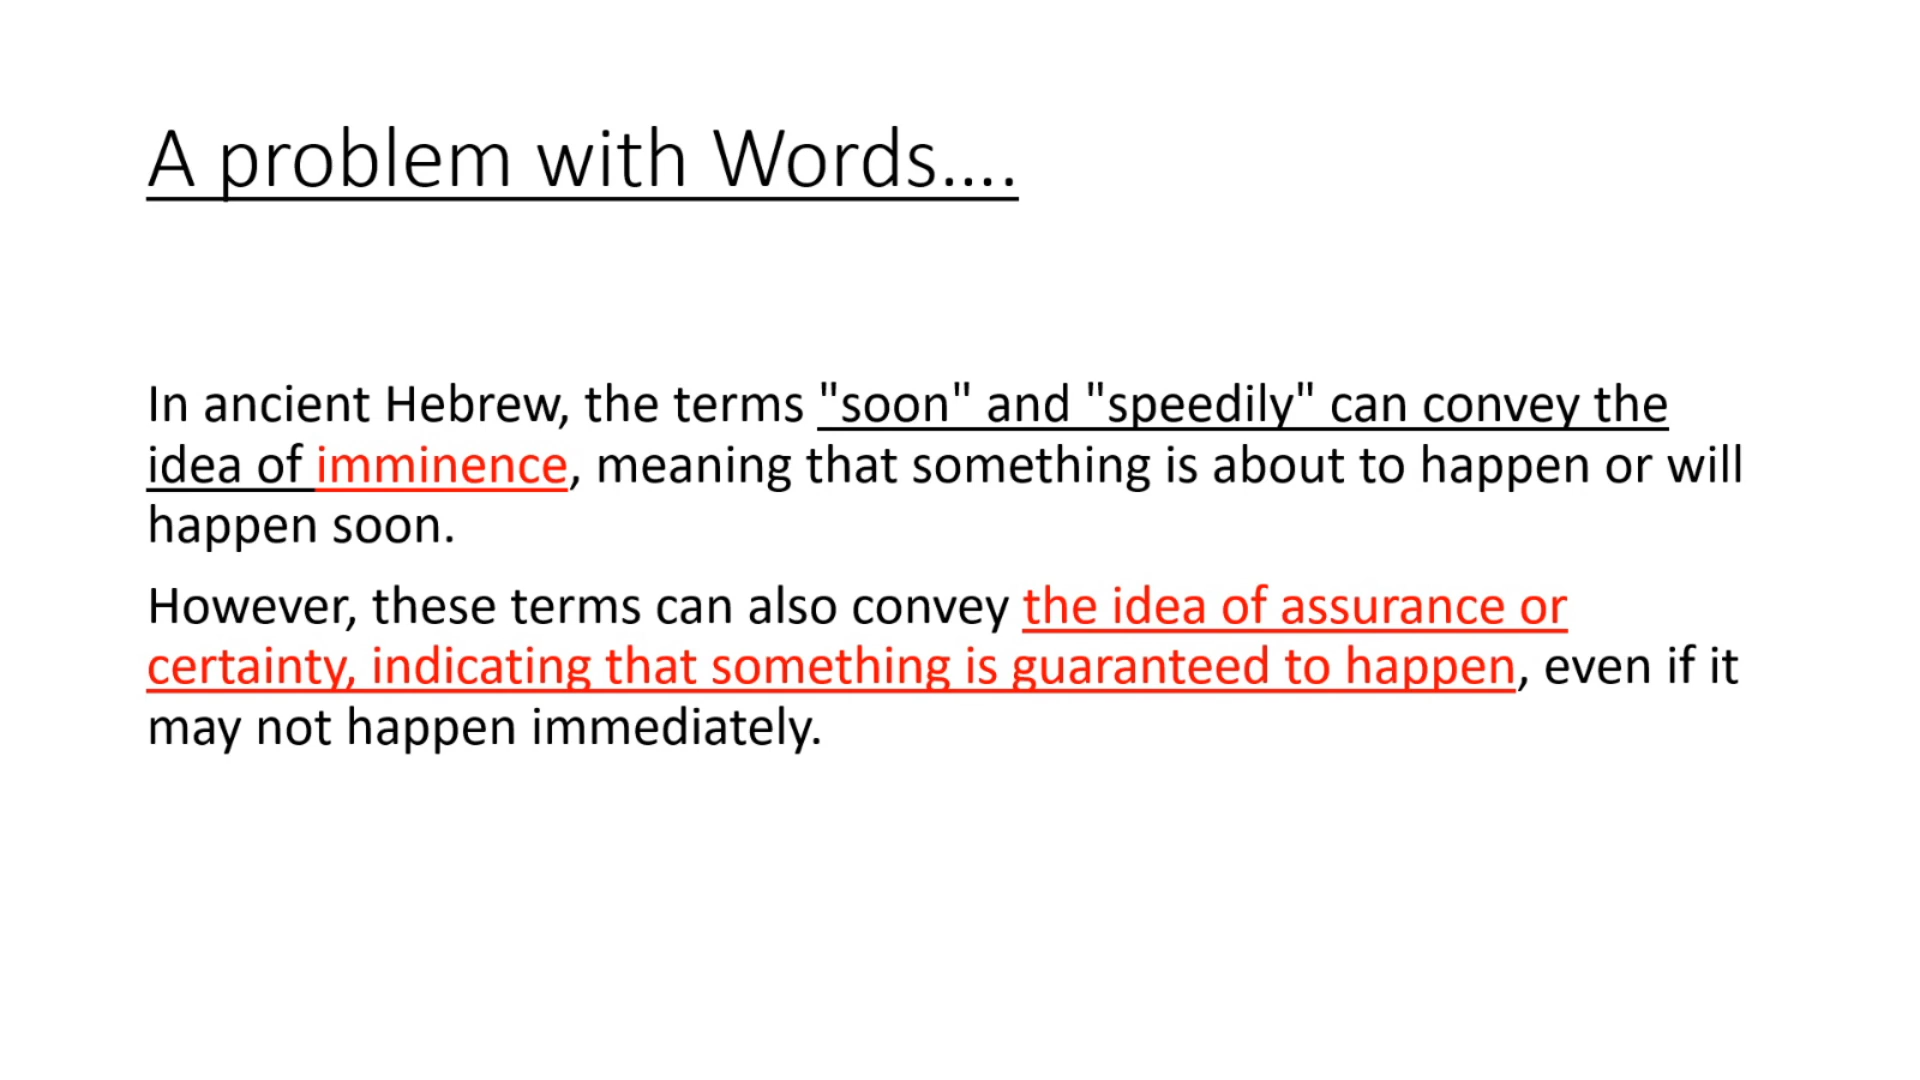 A problem with Words....
In ancient Hebrew, the terms "soon" and "speedily" can convey the
idea of imminence, meaning that something is about to happen or will
happen soon.
However, these terms can also convey the idea of assurance or
certainty, indicating that something is guaranteed to happen, even if it
may not happen immediately.